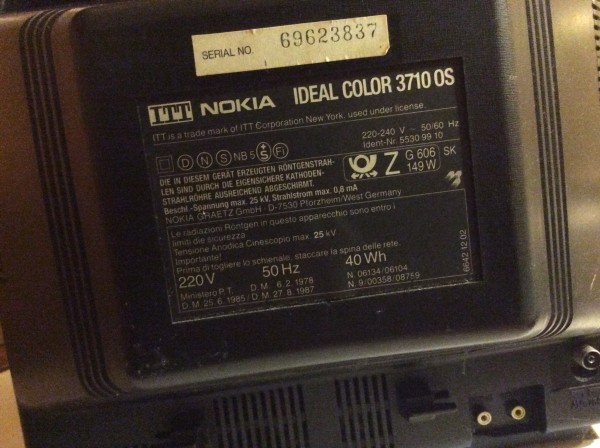 SERIAL NO. 69623837
ITT NOKIA IDEAL COLOR 3710 OS
ITT is a trade mark of ITT Corporation New York, used under license.
220-240 V ~ 50/60 Hz
Ident-Nr. 5530 99 10
D N S NB 5 S Fi
Z G 606 SK
149 W
DIE IN DIESEM GERÄT ERZEUGTEN RÖNTGENSTRAH-
LEN SIND DURCH DIE EIGENSICHERE KATHODEN-
STRAHLRÖHRE AUSREICHEND ABGESCHIRMT.
Beschl.-Spannung max. 25 kV, Strahlstrom max. 0,8 mA
NOKIA GRAETZ GmbH · D-7530 Pforzheim/West Germany
Le radiazioni Röntgen in questo apparecchio sono entro i
limiti die sicurezza
Tensione Anodica Cinescopio max. 25 kV
Importante!
Prima di togliere lo schienale, staccare la spina delle rete.
220V 50 Hz 40 Wh
Ministero P.T. D.M. 6.2.1978 N. 06134/06104
D.M. 25.6.1985/D.M. 27.8.1987 N. 9/00358/08759
6642 12 02